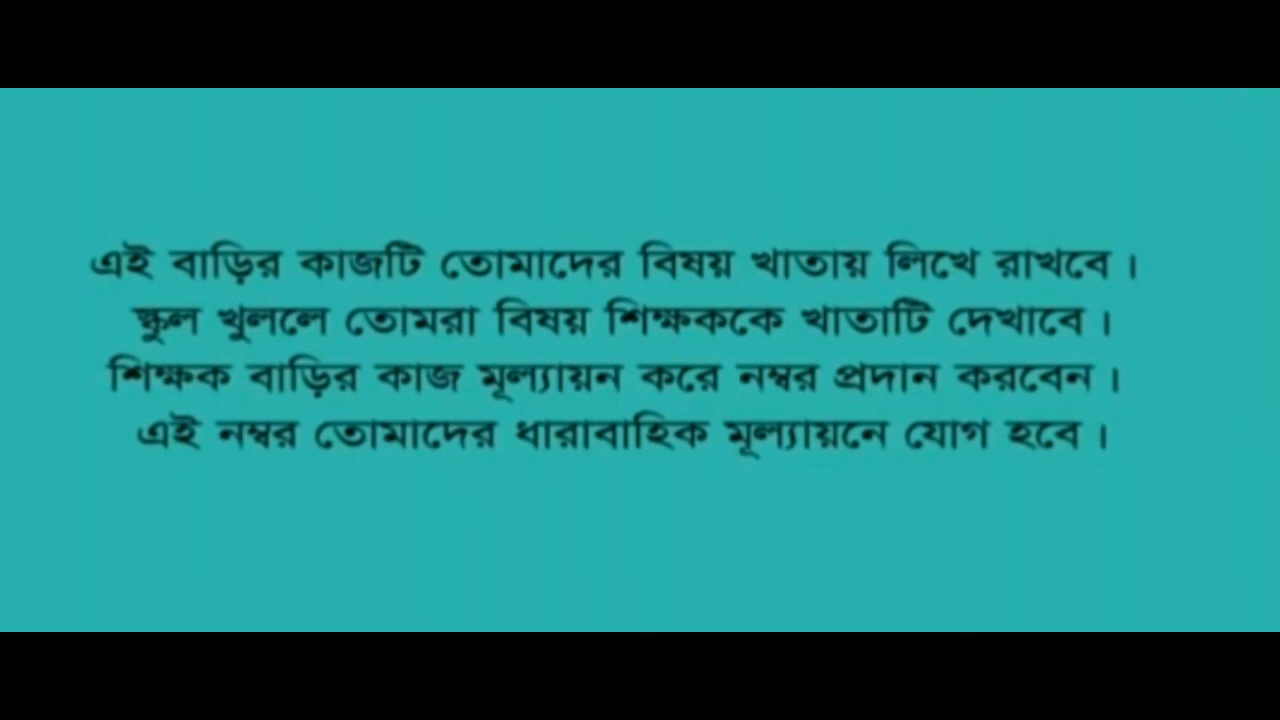 এই বাড়ির কাজটি তোমাদের বিষয় খাতায় লিখে রাখবে।
স্কুল খুললে তোমরা বিষয় শিক্ষককে খাতাটি দেখাবে।
শিক্ষক বাড়ির কাজ মূল্যায়ন করে নম্বর প্রদান করবেন।
এই নম্বর তোমাদের ধারাবাহিক মূল্যায়নে যোগ হবে।